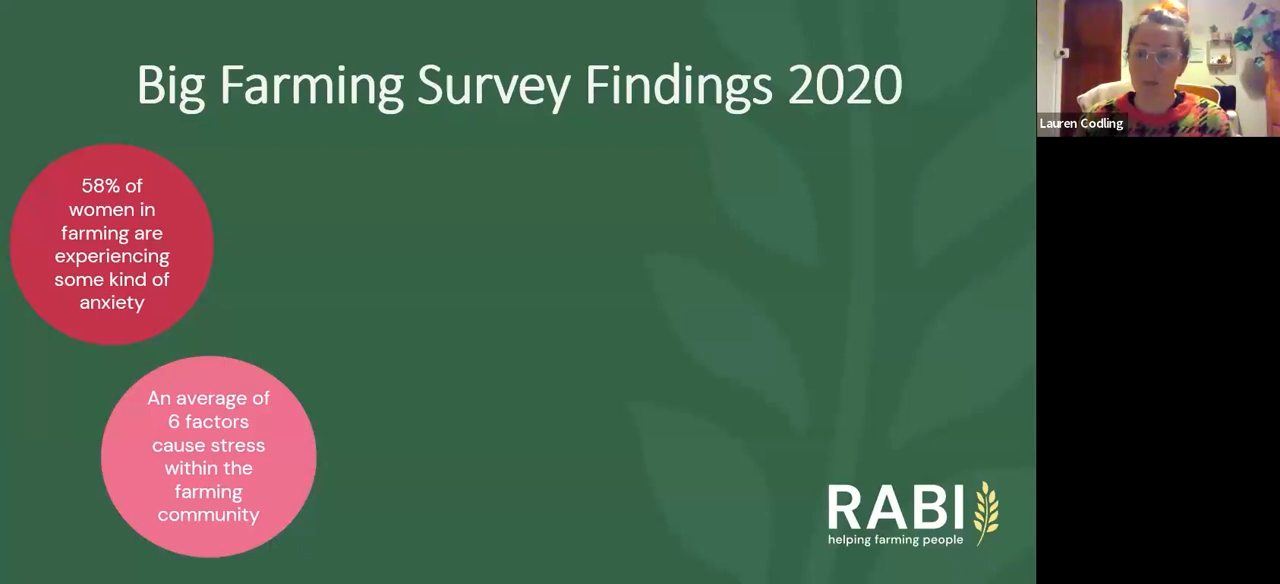 Big Farming Survey Findings 2020
Lauren Codling
58% of
women in
farming are
experiencing
some kind of
anxiety
An average of
6 factors
cause stress
within the
farming
community
RABI
helping farming people